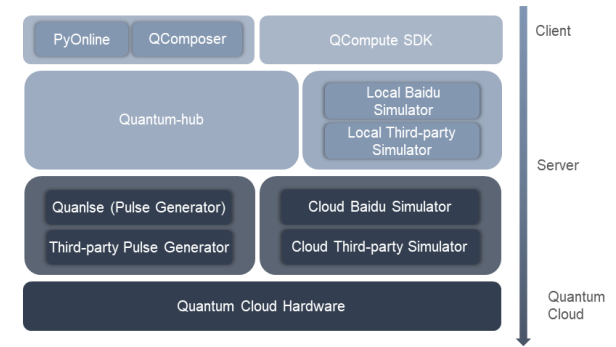 PyOnline
QComposer
QCompute SDK
Client
Quantum-hub
Local Baidu
Simulator
Local Third-party
Simulator
Server
Quanlse (Pulse Generator)
Third-party Pulse Generator
Cloud Baidu Simulator
Cloud Third-party Simulator
Quantum Cloud Hardware
Quantum
Cloud